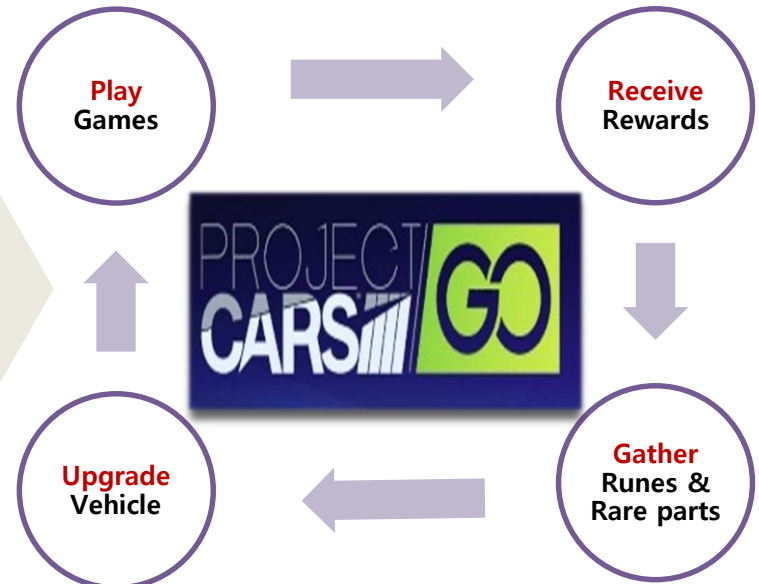 Play
Games
Receive
Rewards
PROJECT
CARS
GO
Upgrade
Vehicle
Gather
Runes &
Rare parts